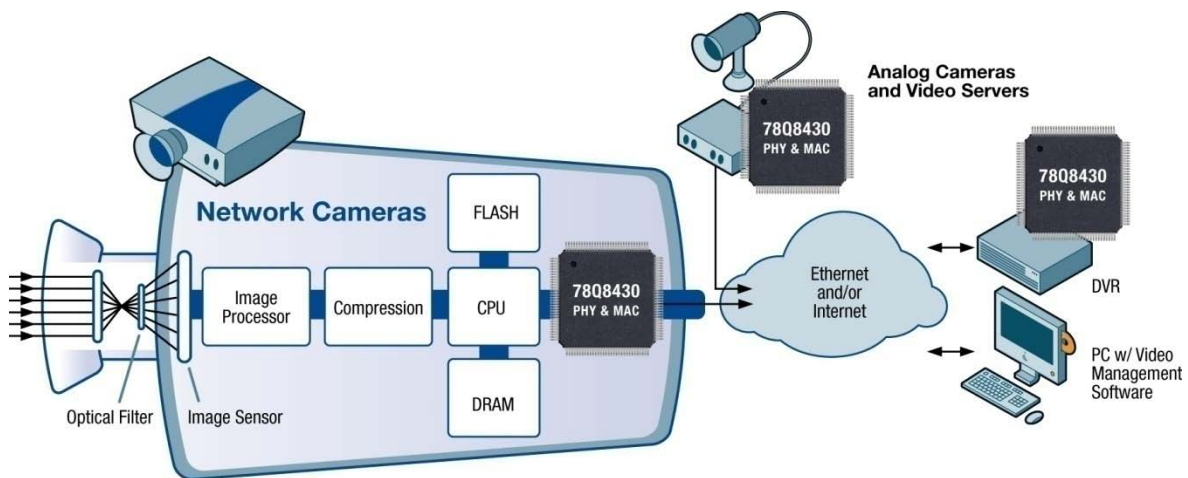 Analog Cameras
and Video Servers
78Q8430
PHY & MAC
78Q8430
PHY & MAC
DVR
Network Cameras
FLASH
Image
Processor
Compression
CPU
78Q8430
PHY & MAC
DRAM
Optical Filter
Image Sensor
Ethernet
and/or
Internet
PC w/ Video
Management
Software